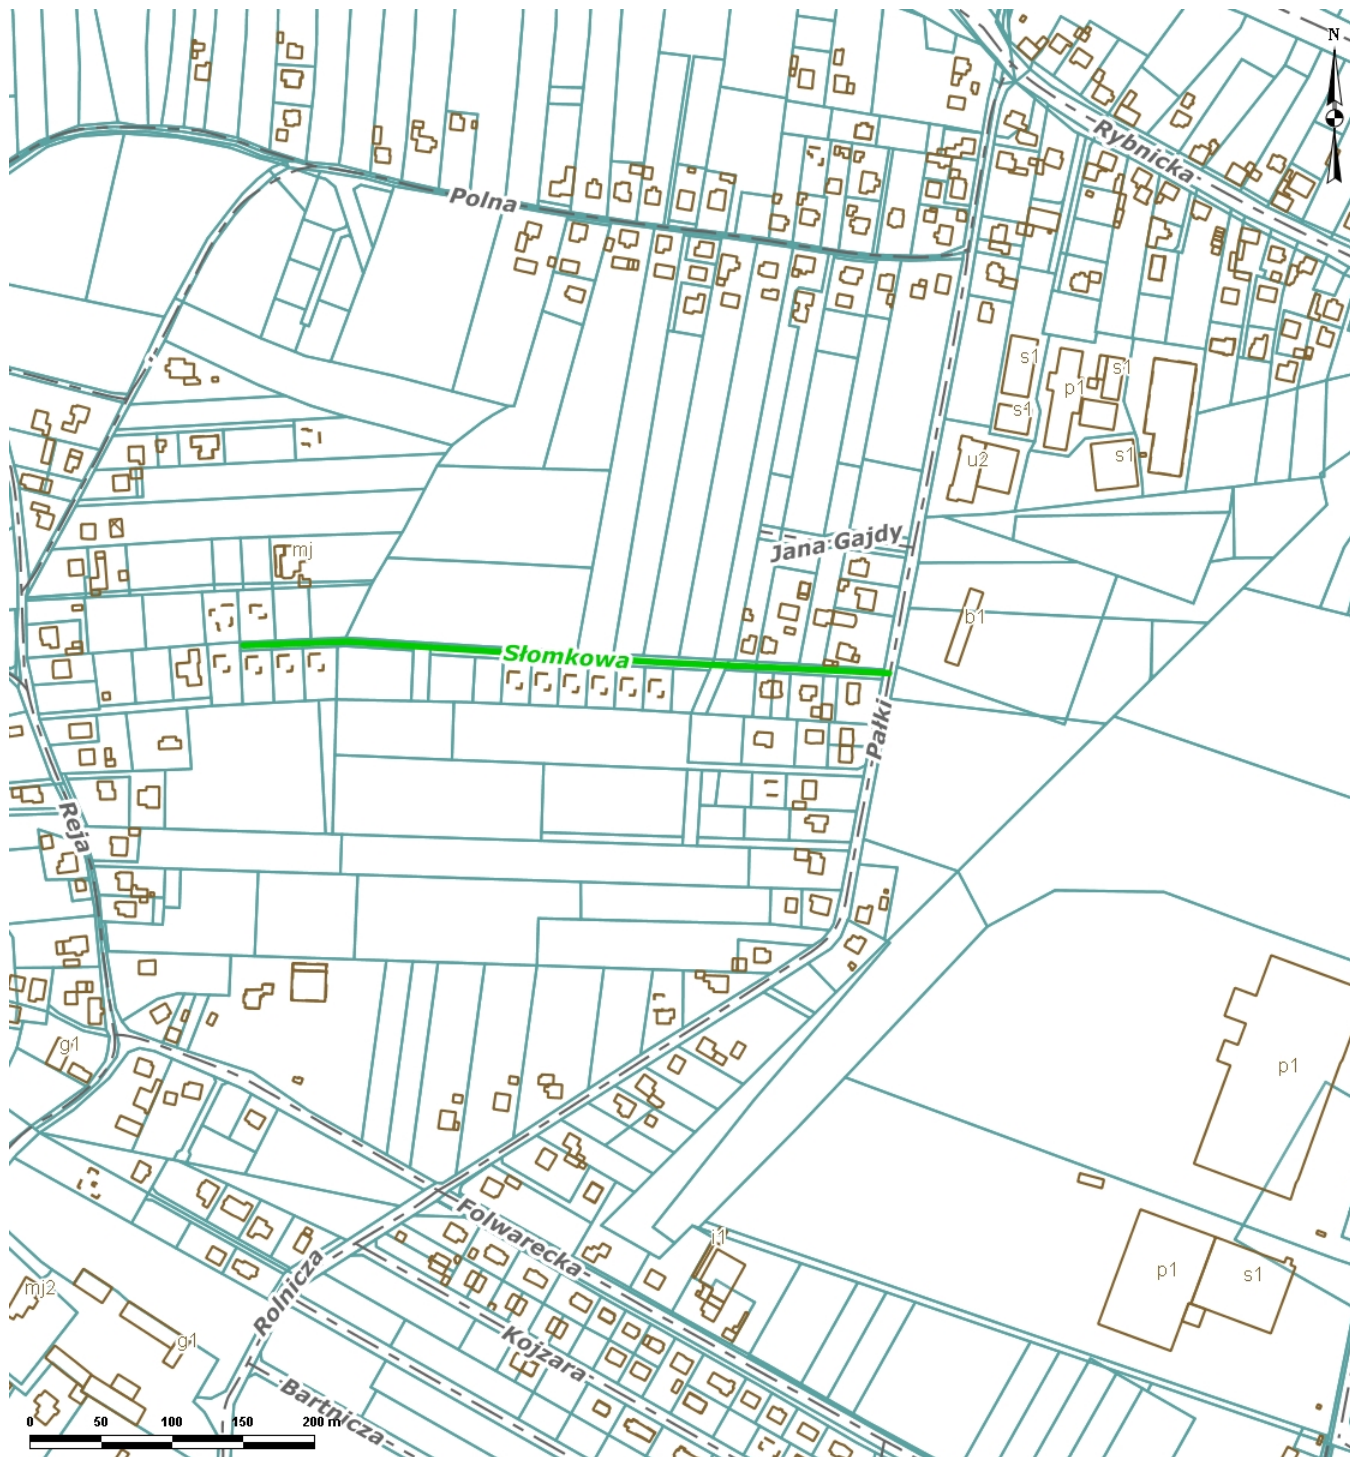 N
Rybnicka
Polna
s1
s1
p1
s1
u2
s1
Jana Gajdy
mj
b1
Słomkowa
Pałki
Reja
g1
p1
Folwarecka
i1
Rolnicza
p1
s1
mj2
g1
Kojzara
Bartnicza
0 50 100 150 200 m